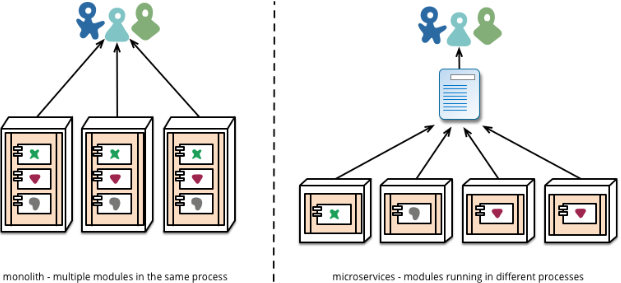 monolith - multiple modules in the same process
microservices - modules running in different processes